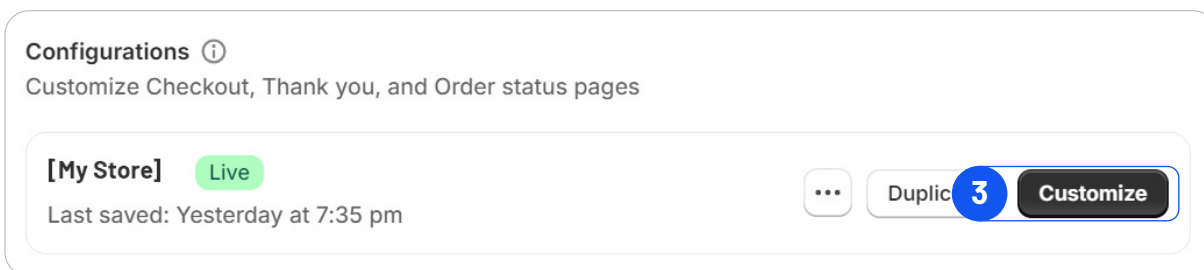 Configurations
Customize Checkout, Thank you, and Order status pages
[My Store] Live
Last saved: Yesterday at 7:35 pm
... Duplic 3 Customize